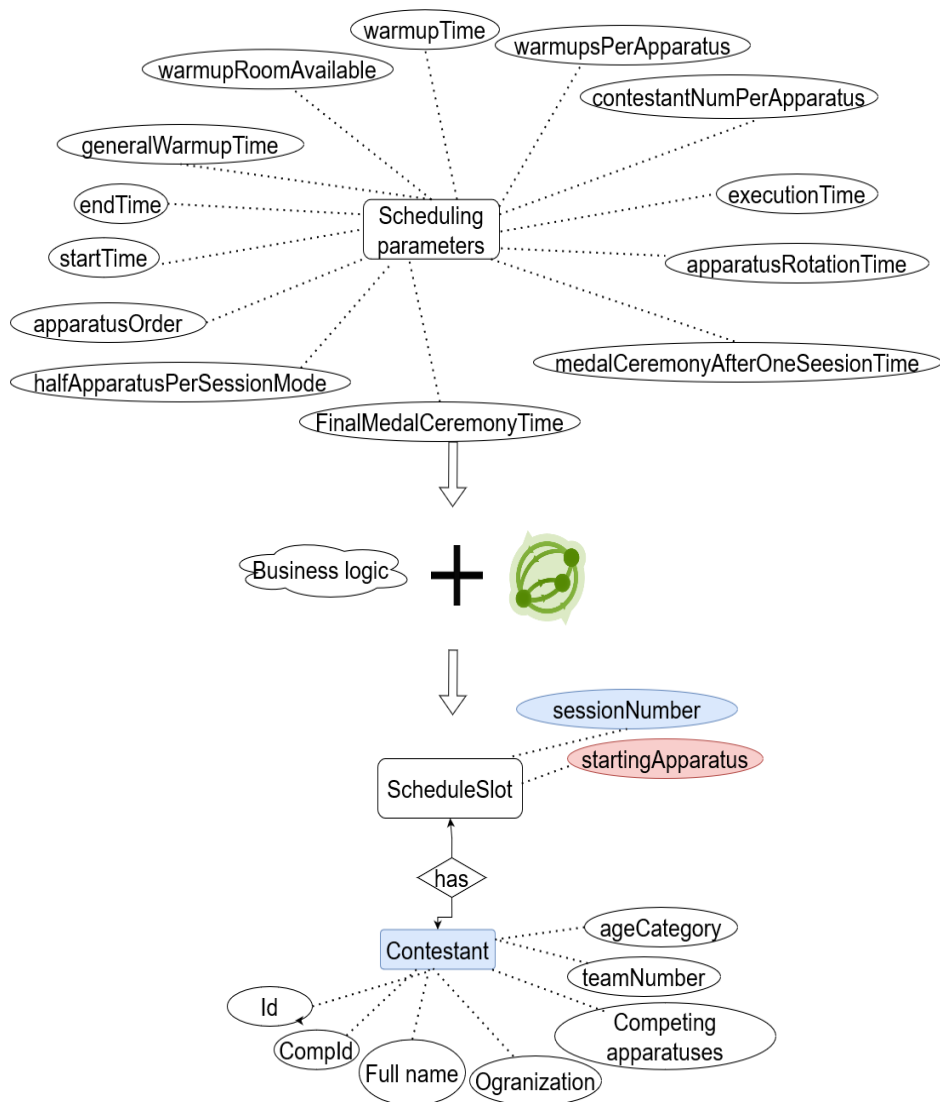 warmupTime
warmupsPerApparatus
warmupRoomAvailable
contestantNumPerApparatus
generalWarmupTime
executionTime
endTime
Scheduling
parameters
startTime
apparatusRotationTime
apparatusOrder
medalCeremonyAfterOneSeesionTime
halfApparatusPerSessionMode
FinalMedalCeremonyTime
Business logic
sessionNumber
startingApparatus
ScheduleSlot
has
ageCategory
Contestant
teamNumber
Id
Competing
apparatuses
CompId
Full name
Ogranization